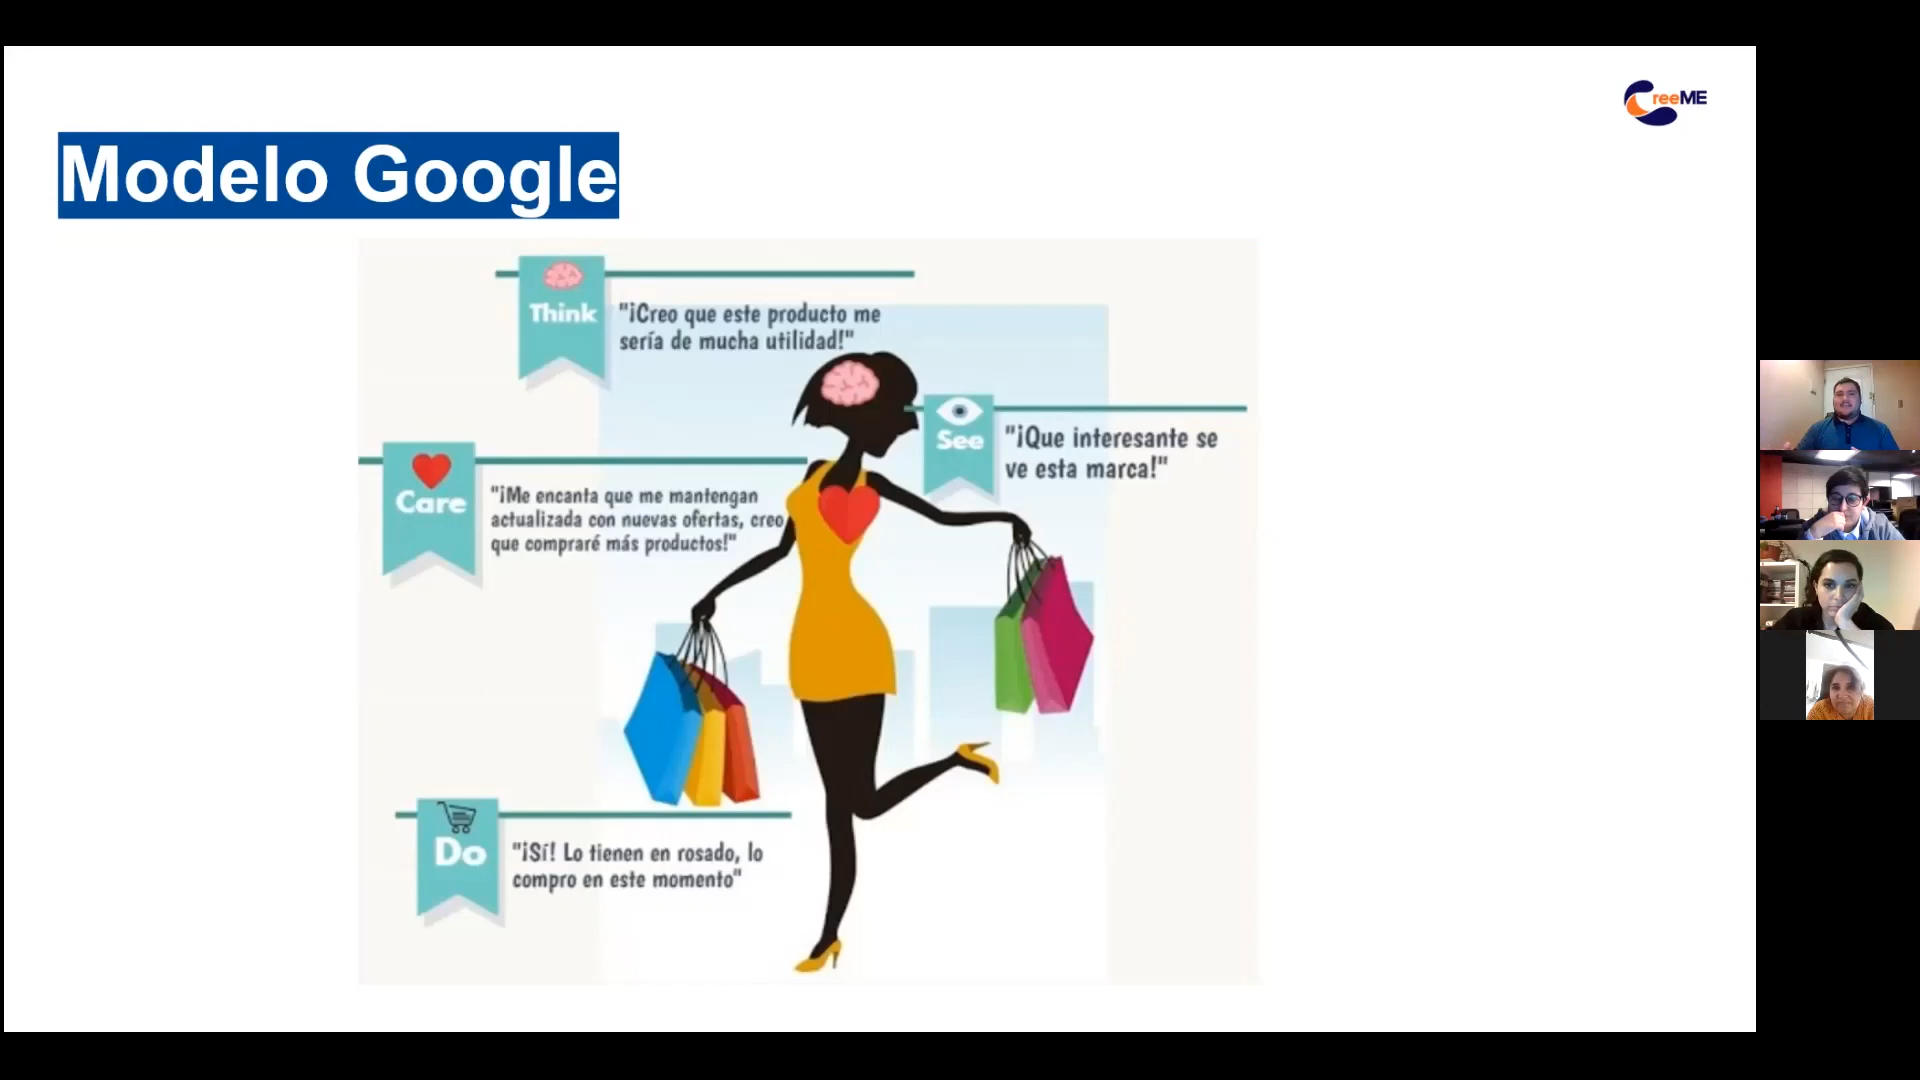 reeME
Modelo Google
Think
"¡Creo que este producto me
sería de mucha utilidad!"
See
"¡Que interesante se
ve esta marca!"
Care
"¡Me encanta que me mantengan
actualizada con nuevas ofertas, creo
que compraré más productos!"
Do
"¡Sí! Lo tienen en rosado, lo
compro en este momento"